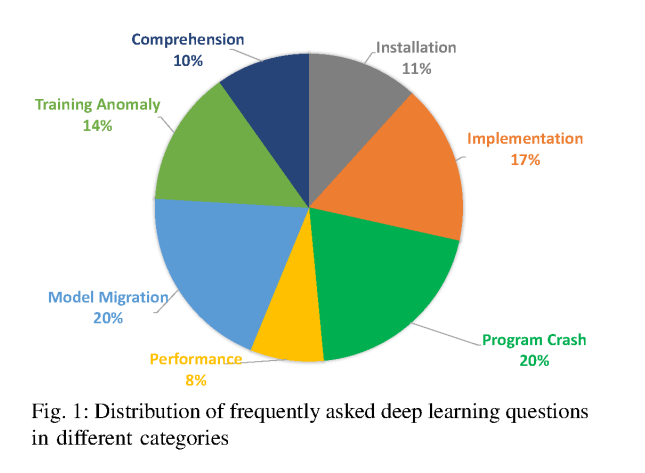 Comprehension
10%
Installation
11%
Training Anomaly
14%
Implementation
17%
Model Migration
20%
Program Crash
20%
Performance
8%
Fig. 1: Distribution of frequently asked deep learning questions
in different categories